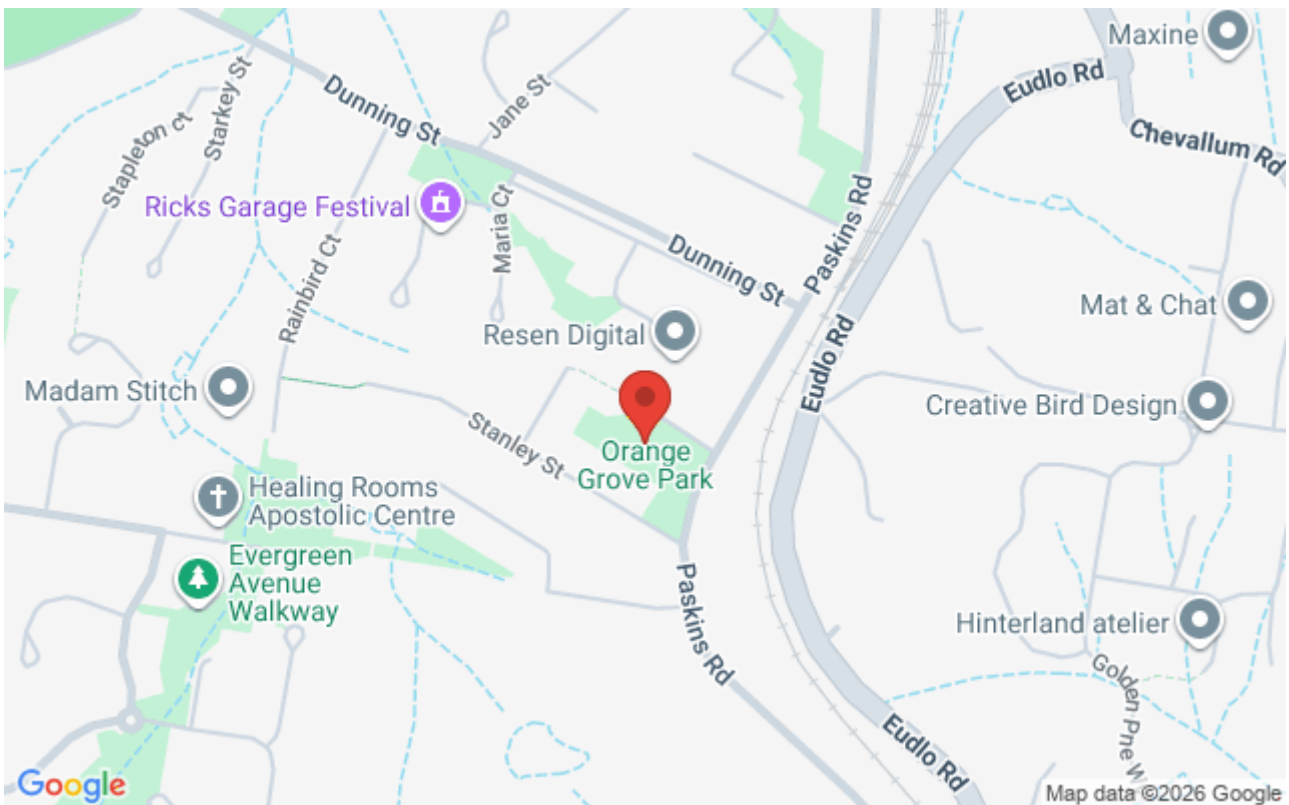 Maxine
Eudlo Rd
Chevallum Rd
Dunning St
Jane St
Starkey St
Stapleton ct
Ricks Garage Festival
Maria Ct
Rainbird Ct
Dunning St
Paskins Rd
Mat & Chat
Resen Digital
Eudlo Rd
Madam Stitch
Creative Bird Design
Stanley St
Orange
Grove Park
Healing Rooms
Apostolic Centre
Evergreen
Avenue
Walkway
Paskins Rd
Hinterland atelier
Golden Pne W
Eudlo Rd
Google
Map data ©2026 Google